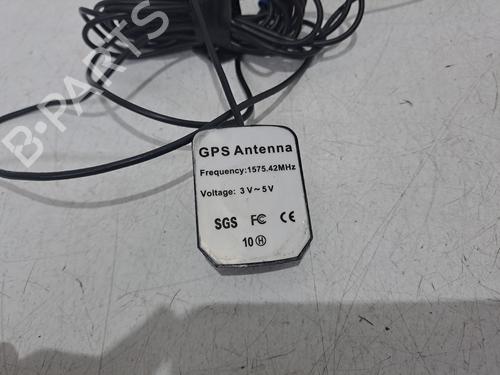 B-PARTS
GPS Antenna
Frequency:1575.42MHz
Voltage: 3V~5V
SGS FC CE
10 Ⓗ